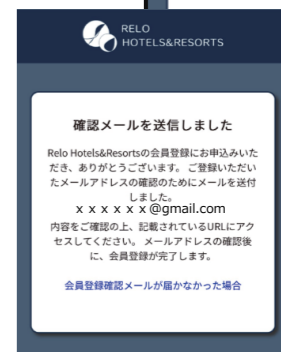 RELO
HOTELS&RESORTS
確認メールを送信しました
Relo Hotels&Resortsの会員登録にお申込みいた
だき、ありがとうございます。ご登録いただい
たメールアドレスの確認のためにメールを送付
しました。
ｘｘｘｘｘｘ@gmail.com
内容をご確認の上、記載されているURLにアク
セスしてください。メールアドレスの確認後
に、会員登録が完了します。
会員登録確認メールが届かなかった場合